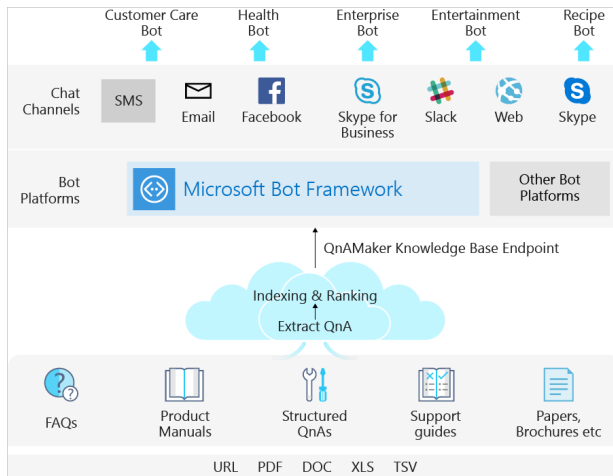 Customer Care Bot
Health Bot
Enterprise Bot
Entertainment Bot
Recipe Bot
Chat Channels
SMS
Email
Facebook
Skype for Business
Slack
Web
Skype
Bot Platforms
Microsoft Bot Framework
Other Bot Platforms
QnAMaker Knowledge Base Endpoint
Indexing & Ranking
Extract QnA
FAQs
Product Manuals
Structured QnAs
Support guides
Papers, Brochures etc
URL PDF DOC XLS TSV